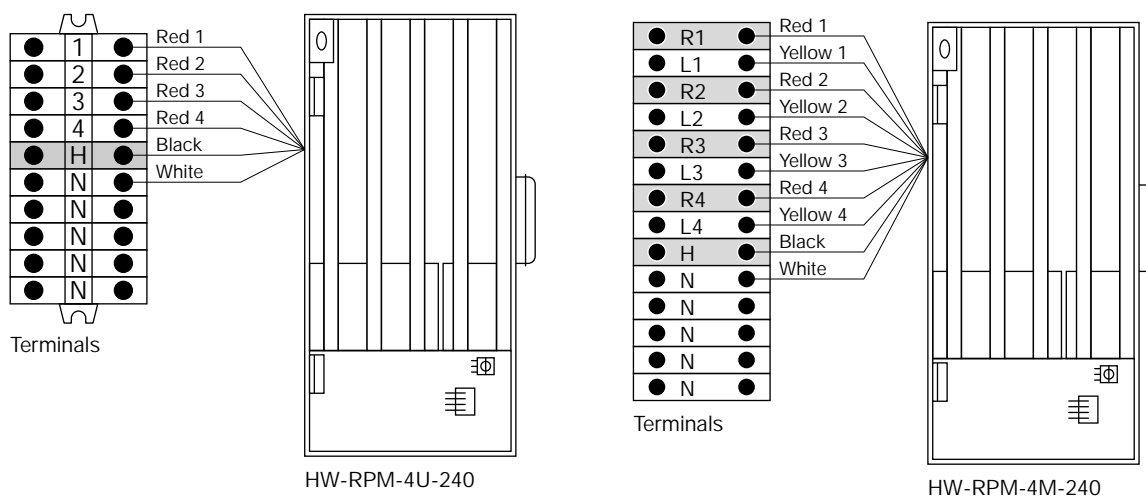 1 Red 1
2 Red 2
3 Red 3
4 Red 4
H Black
N White
N
N
N
N
Terminals
HW-RPM-4U-240
R1 Red 1
L1 Yellow 1
R2 Red 2
L2 Yellow 2
R3 Red 3
L3 Yellow 3
R4 Red 4
L4 Yellow 4
H Black
N White
N
N
N
N
Terminals
HW-RPM-4M-240